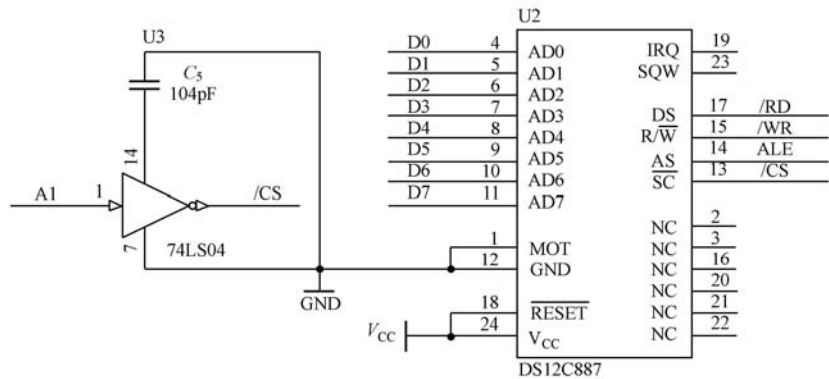 U3
C5
104pF
14
A1
1
/CS
7
74LS04
GND
U2
D0 4 AD0
D1 5 AD1
D2 6 AD2
D3 7 AD3
D4 8 AD4
D5 9 AD5
D6 10 AD6
D7 11 AD7
1 MOT
12 GND
18 RESET
VCC 24 VCC
IRQ 19
SQW 23
DS 17 /RD
R/W 15 /WR
AS 14 ALE
SC 13 /CS
NC 2
NC 3
NC 16
NC 20
NC 21
NC 22
DS12C887